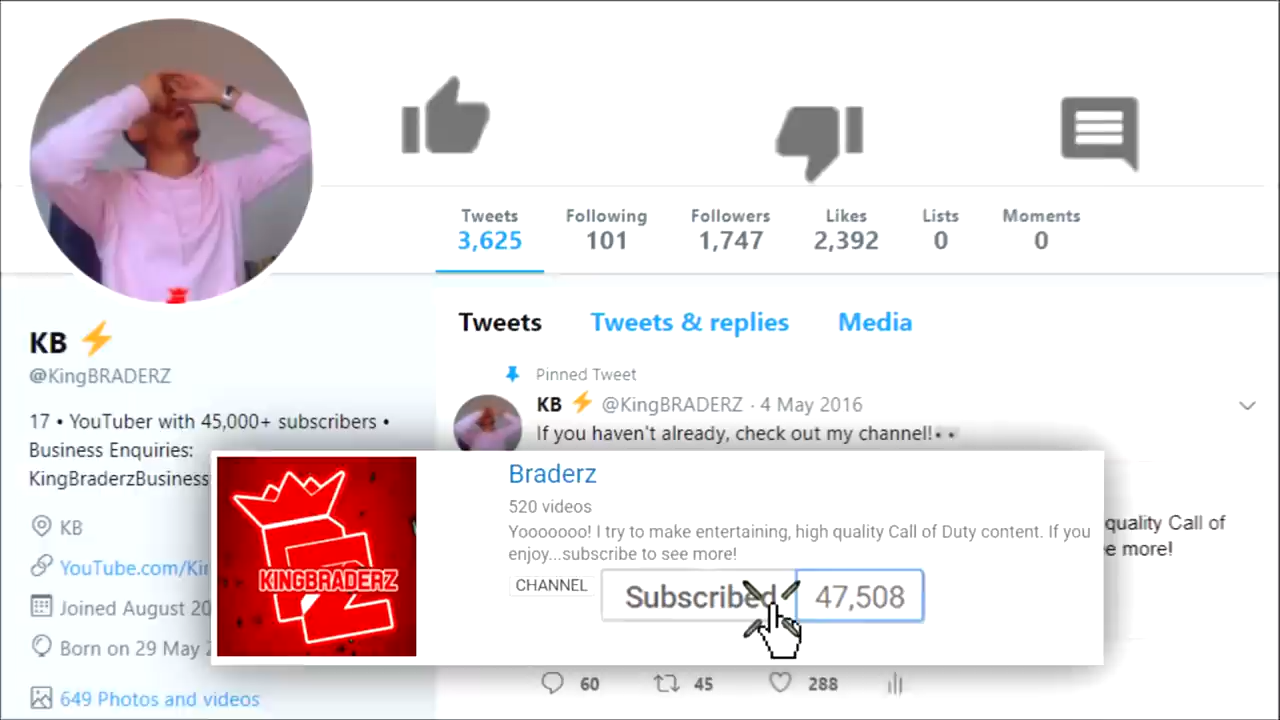 Tweets Following Followers Likes Lists Moments
3,625 101 1,747 2,392 0 0
Tweets Tweets & replies Media
Pinned Tweet
KB ⚡ @KingBRADERZ · 4 May 2016
If you haven't already, check out my channel!
KB ⚡
@KingBRADERZ
17 • YouTuber with 45,000+ subscribers •
Business Enquiries:
KingBraderzBusiness
KB
YouTube.com/Ki
Joined August 20
Born on 29 May 2
649 Photos and videos
KINGBRADERZ
Braderz
520 videos
Yooooooo! I try to make entertaining, high quality Call of Duty content. If you
enjoy...subscribe to see more!
CHANNEL Subscribed 47,508
quality Call of
e more!
60 45 288